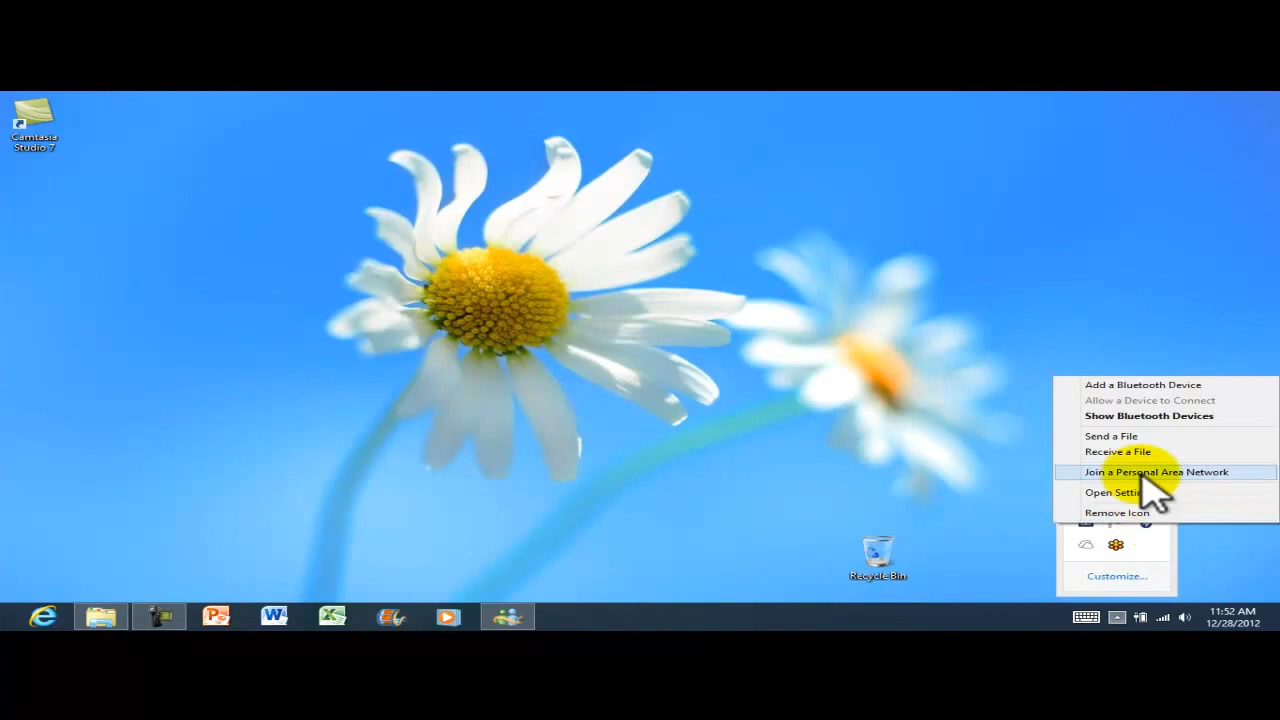 Camtasia
Studio 7
Add a Bluetooth Device
Allow a Device to Connect
Show Bluetooth Devices
Send a File
Receive a File
Join a Personal Area Network
Open
Remove Icon
Customize...
Recycle Bin
11:52 AM
12/28/2012